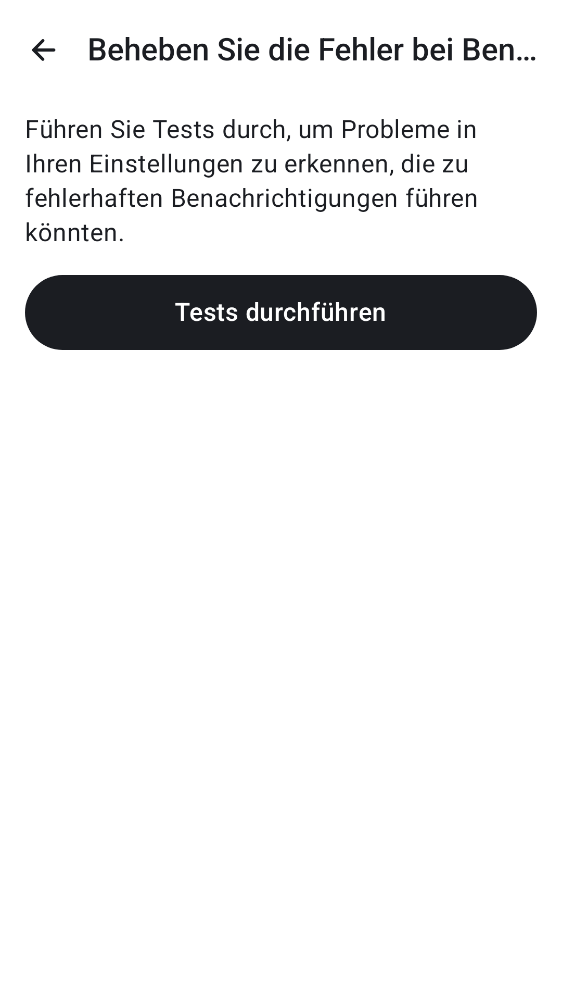 Beheben Sie die Fehler bei Ben...
Führen Sie Tests durch, um Probleme in
Ihren Einstellungen zu erkennen, die zu
fehlerhaften Benachrichtigungen führen
könnten.
Tests durchführen